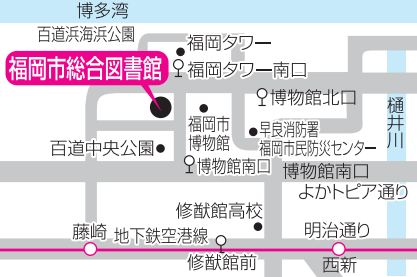 博多湾
百道浜海浜公園
福岡タワー
福岡市総合図書館
福岡タワー南口
博物館北口
樋井川
福岡市
博物館
早良消防署
福岡市民防災センター
百道中央公園
博物館南口
博物館南口
よかトピア通り
修猷館高校
藤崎
地下鉄空港線
明治通り
修猷館前
西新